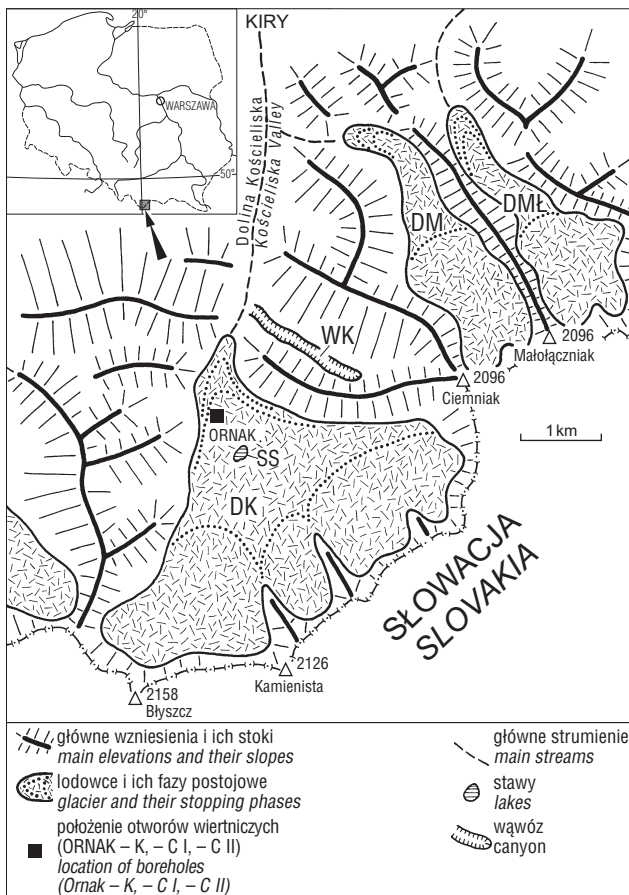 20°
KIRY
WARSZAWA
50°
Dolina Kościeliska
Kościeliska Valley
DM
DMŁ
WK
2096
Małołączniak
2096
Ciemniak
1 km
ORNAK
SS
DK
SŁOWACJA
SLOVAKIA
2126
Kamienista
2158
Błyszcz
główne wzniesienia i ich stoki
main elevations and their slopes
lodowce i ich fazy postojowe
glacier and their stopping phases
położenie otworów wiertniczych
(ORNAK – K, – C I, – C II)
location of boreholes
(Ornak – K, – C I, – C II)
główne strumienie
main streams
stawy
lakes
wąwóz
canyon